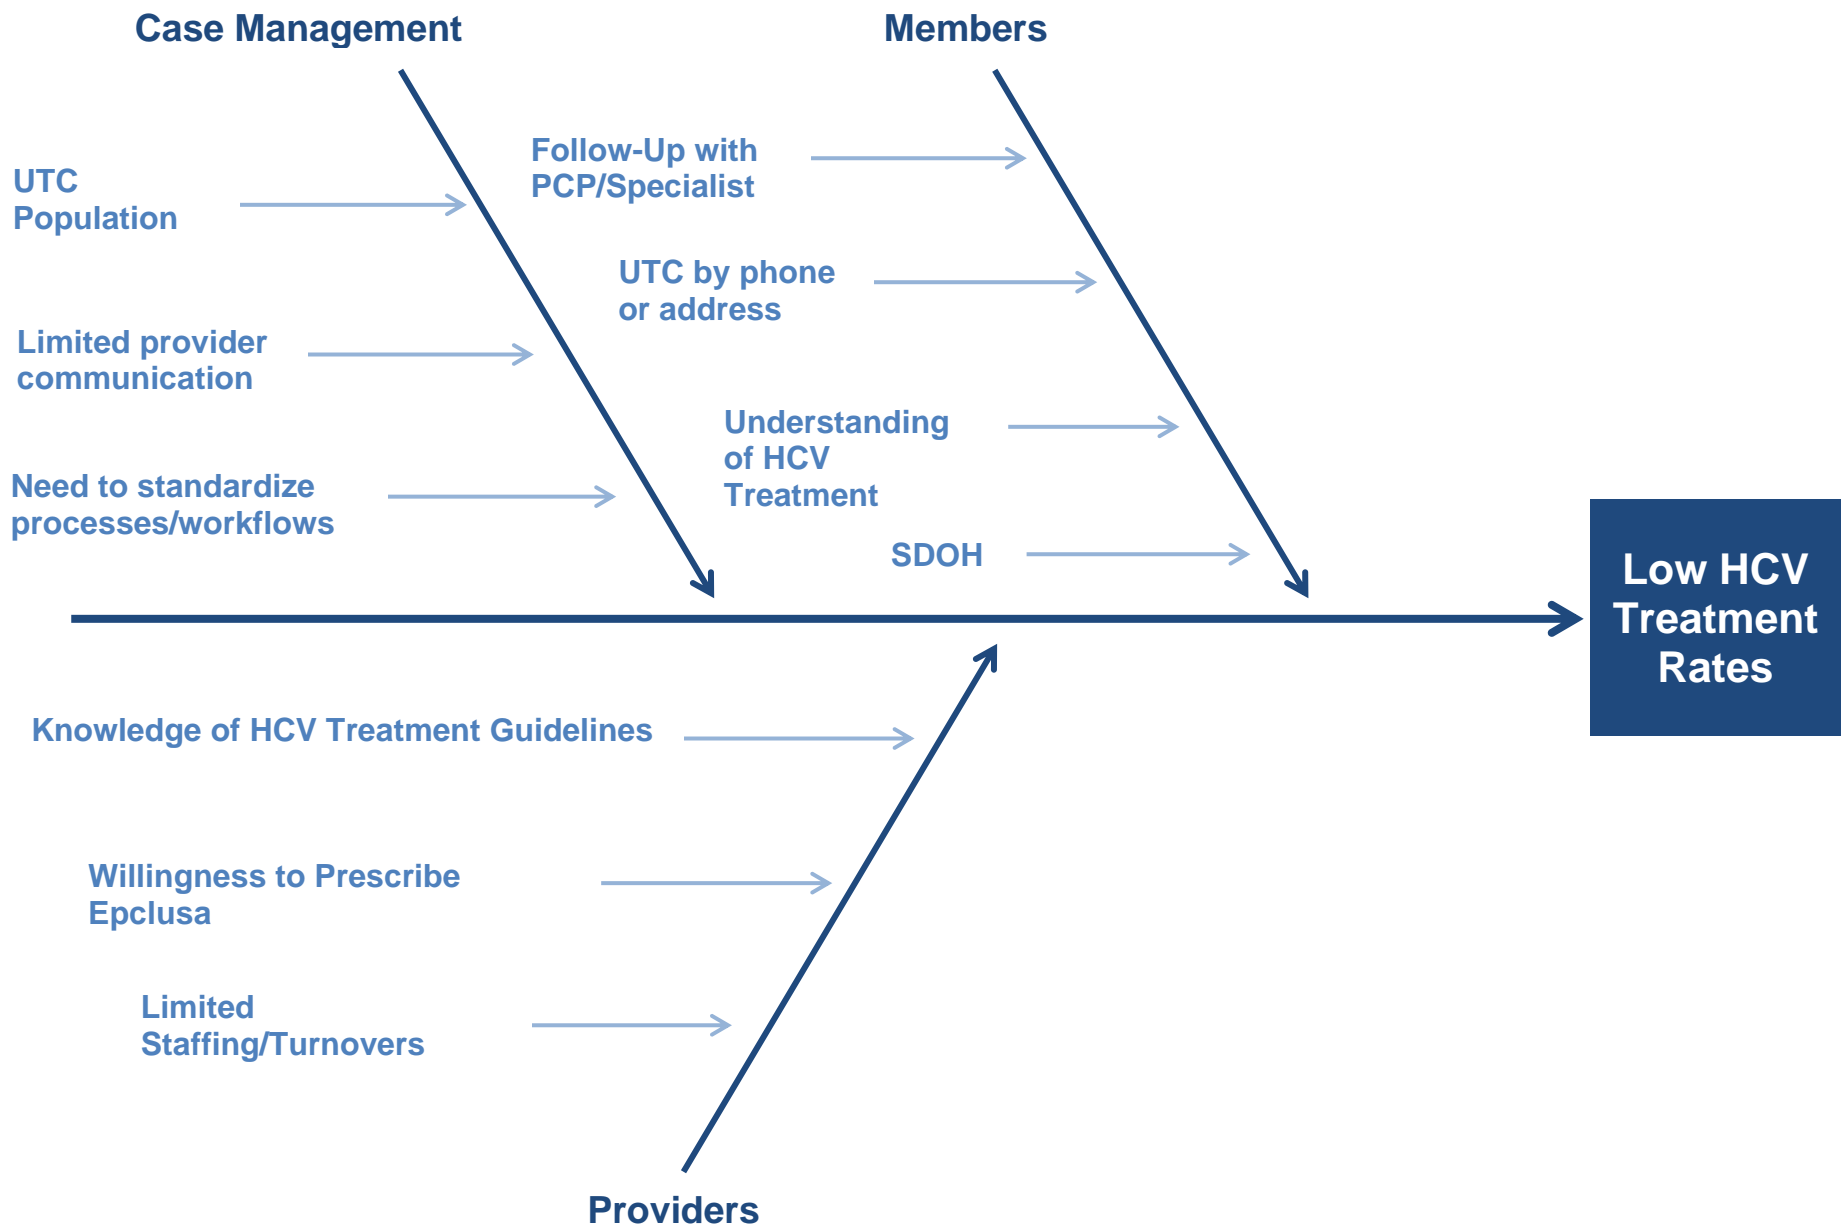 Case Management
Members
UTC
Population
Limited provider
communication
Need to standardize
processes/workflows
Follow-Up with
PCP/Specialist
UTC by phone
or address
Understanding
of HCV
Treatment
SDOH
Low HCV
Treatment
Rates
Knowledge of HCV Treatment Guidelines
Willingness to Prescribe
Epclusa
Limited
Staffing/Turnovers
Providers